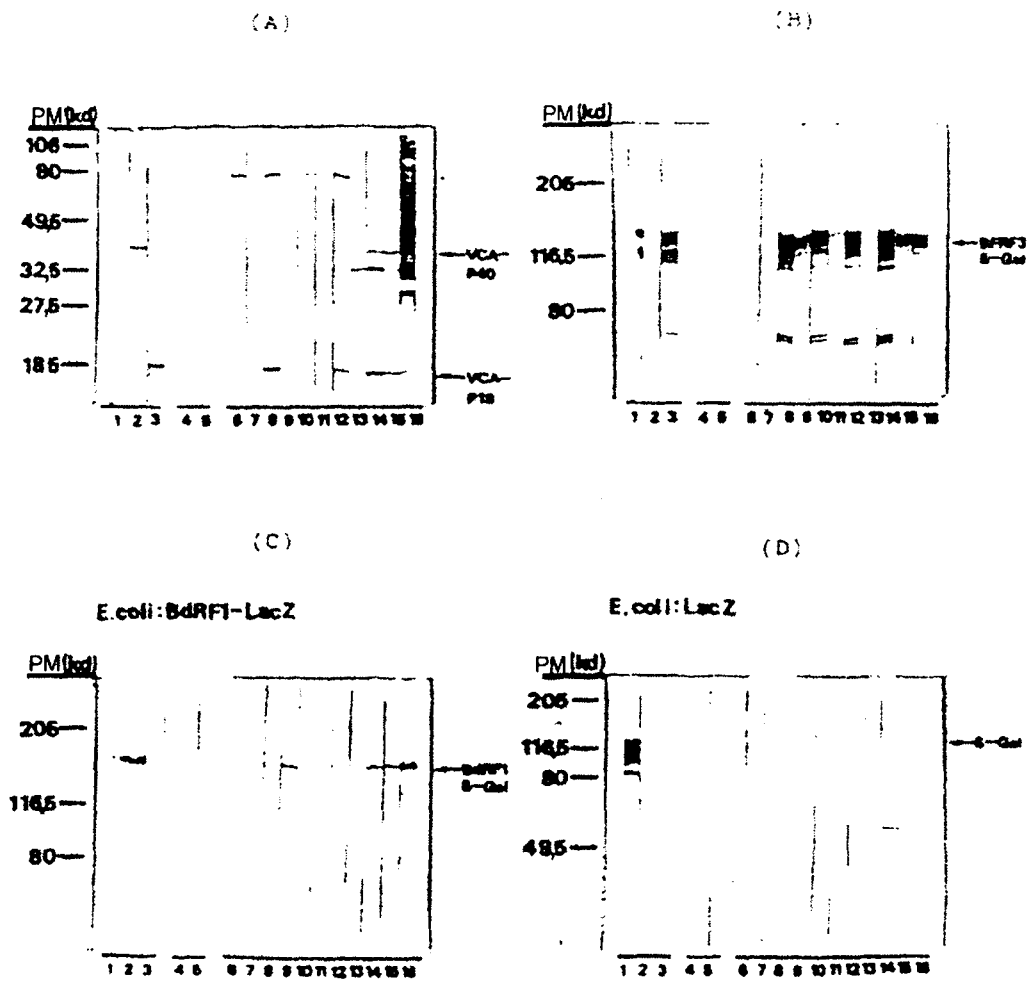 (A)
PM(kd)
106
80
49,5
32,5
27,5
18,5
VCA-
P40
VCA-
P18
1 2 3 4 5 6 7 8 9 10 11 12 13 14 15 16
(B)
PM(kd)
205
116,5
80
BFRF3
β-Gal
1 2 3 4 5 6 7 8 9 10 11 12 13 14 15 16
(C)
E.coli:BdRF1-LacZ
PM(kd)
205
116,5
80
BdRF1
β-Gal
1 2 3 4 5 6 7 8 9 10 11 12 13 14 15 16
(D)
E.coli:LacZ
PM(kd)
205
116,5
80
49,5
β-Gal
1 2 3 4 5 6 7 8 9 10 11 12 13 14 15 16